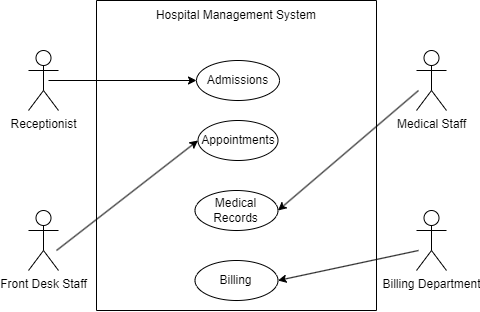 Hospital Management System
Admissions
Receptionist
Medical Staff
Appointments
Medical
Records
Front Desk Staff
Billing
Billing Department